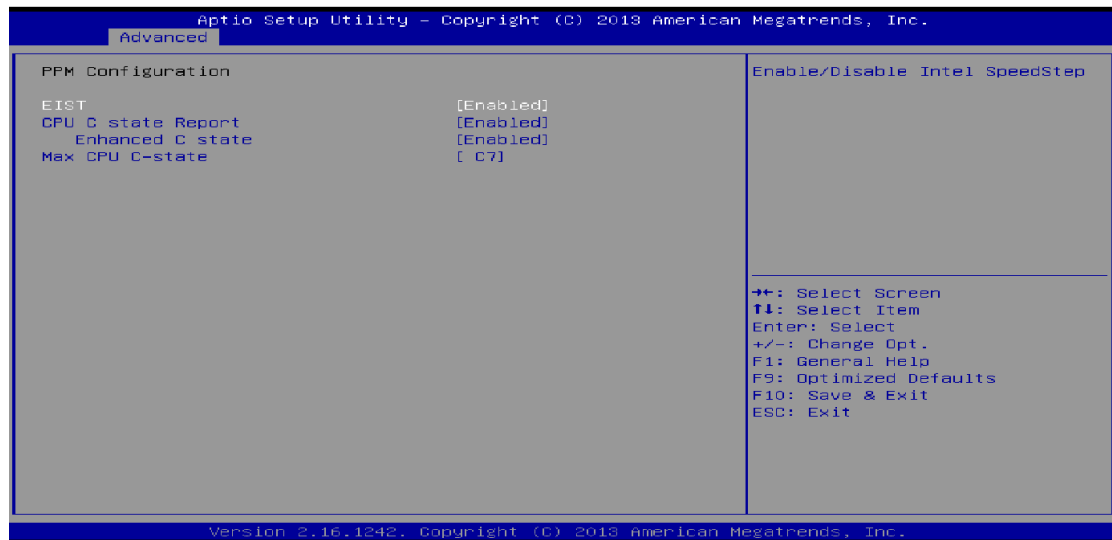 Aptio Setup Utility – Copyright (C) 2013 American Megatrends, Inc.
Advanced
PPM Configuration
EIST [Enabled]
CPU C state Report [Enabled]
Enhanced C state [Enabled]
Max CPU C-state [ C7]
Enable/Disable Intel SpeedStep
→←: Select Screen
↑↓: Select Item
Enter: Select
+/-: Change Opt.
F1: General Help
F9: Optimized Defaults
F10: Save & Exit
ESC: Exit
Version 2.16.1242. Copyright (C) 2013 American Megatrends, Inc.